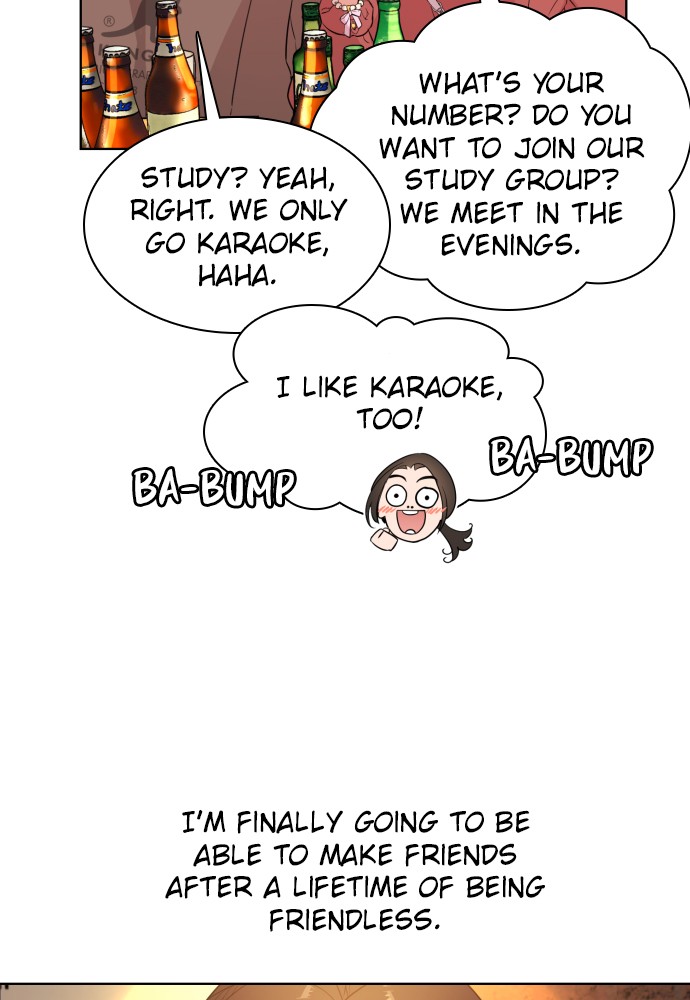 WHAT'S YOUR
NUMBER? DO YOU
WANT TO JOIN OUR
STUDY GROUP?
WE MEET IN THE
EVENINGS.
STUDY? YEAH,
RIGHT. WE ONLY
GO KARAOKE,
HAHA.
I LIKE KARAOKE,
TOO!
BA-BUMP
BA-BUMP
I'M FINALLY GOING TO BE
ABLE TO MAKE FRIENDS
AFTER A LIFETIME OF BEING
FRIENDLESS.